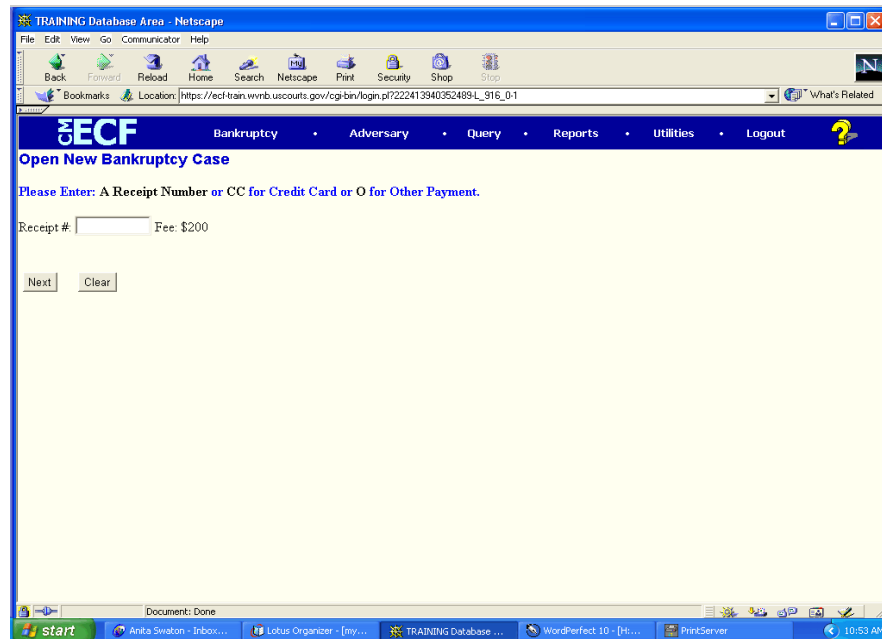 TRAINING Database Area - Netscape
File Edit View Go Communicator Help
My
Back Forward Reload Home Search Netscape Print Security Shop Stop
N
Bookmarks Location: https://ecf-train.wvnb.uscourts.gov/cgi-bin/login.pl?222413940352489-L_916_0-1 What's Related
CM ECF Bankruptcy • Adversary • Query • Reports • Utilities • Logout ?
Open New Bankruptcy Case
Please Enter: A Receipt Number or CC for Credit Card or O for Other Payment.
Receipt #: Fee: $200
Next Clear
Document: Done
start Anita Swaton - Inbox... Lotus Organizer - [my... TRAINING Database ... WordPerfect 10 - [H:... PrintServer 10:53 AM